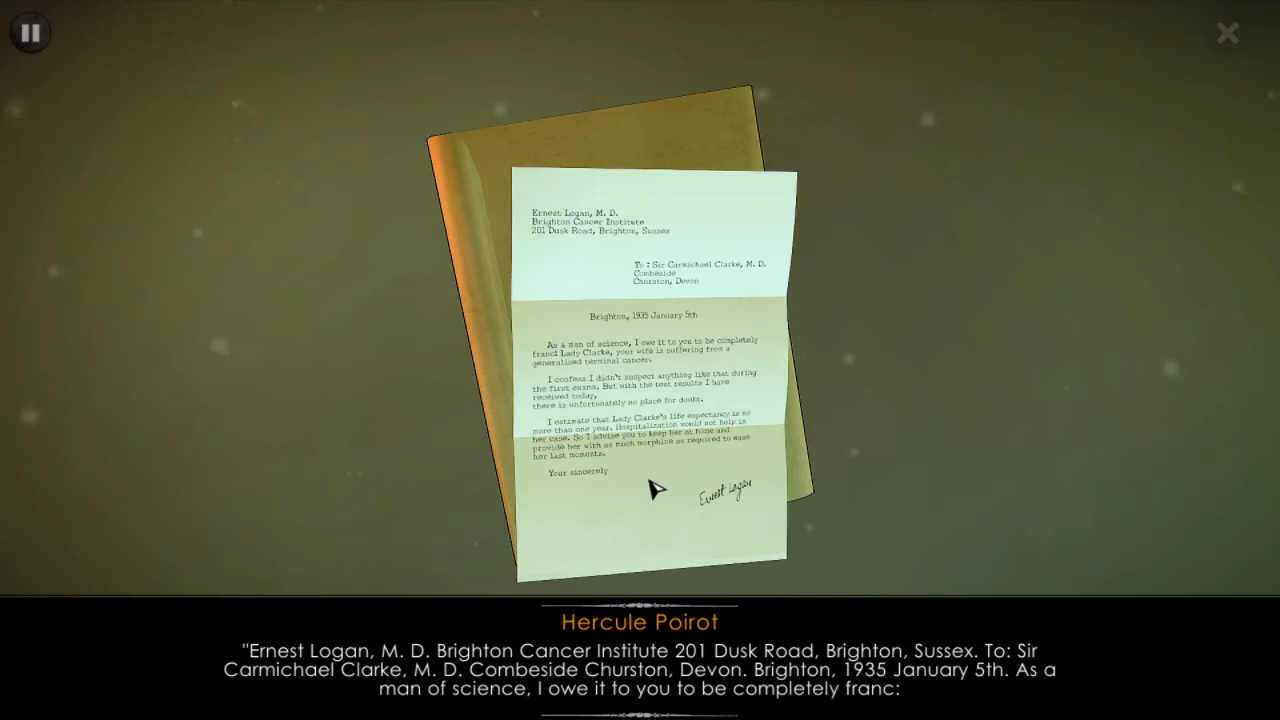 Ernest Logan, M. D.
Brighton Cancer Institute
201 Dusk Road, Brighton, Sussex
To : Sir Carmichael Clarke, M. D.
Combeside
Churston, Devon
Brighton, 1935 January 5th
As a man of science, I owe it to you to be completely
franc: Lady Clarke, your wife is suffering from a
generalized terminal cancer.
I confess I didn't suspect anything like that during
the first exams. But with the test results I have
received today,
there is unfortunately no place for doubt.
I estimate that Lady Clarke's life expectancy is no
more than one year. Hospitalization would not help in
her case. So I advise you to keep her at home and
provide her with as much morphine as required to ease
her last moments.
Your sincerely
Ernest Logan
Hercule Poirot
"Ernest Logan, M. D. Brighton Cancer Institute 201 Dusk Road, Brighton, Sussex. To: Sir
Carmichael Clarke, M. D. Combeside Churston, Devon. Brighton, 1935 January 5th. As a
man of science, I owe it to you to be completely franc: